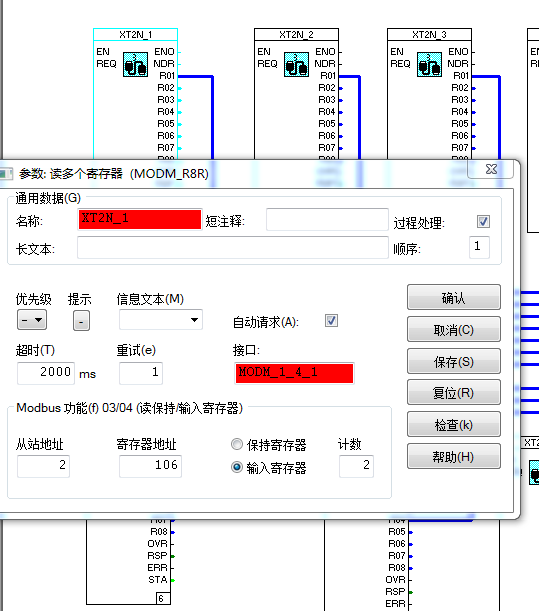 XT2N_1
XT2N_2
XT2N_3
EN ENO
REQ NDR
3
R01
R02
R03
R04
R05
R06
R07
EN ENO
REQ NDR
3
R01
R02
R03
R04
R05
R06
R07
EN ENO
REQ NDR
3
R01
R02
R03
R04
R05
R06
R07
EN
REQ
参数: 读多个寄存器 (MODM_R8R)
通用数据(G)
名称: XT2N_1 短注释: 过程处理:
长文本: 顺序: 1
优先级 提示 信息文本(M)
- - 自动请求(A):
超时(T) 重试(e) 接口:
2000 ms 1 MODM_1_4_1
Modbus 功能(f) 03/04 (读保持/输入寄存器)
从站地址 寄存器地址 保持寄存器 计数
2 106 输入寄存器 2
确认
取消(C)
保存(S)
复位(R)
检查(k)
帮助(H)
XT2
R07
R08
OVR
RSP
ERR
STA
6
R04
R05
R06
R07
R08
OVR
RSP
ERR